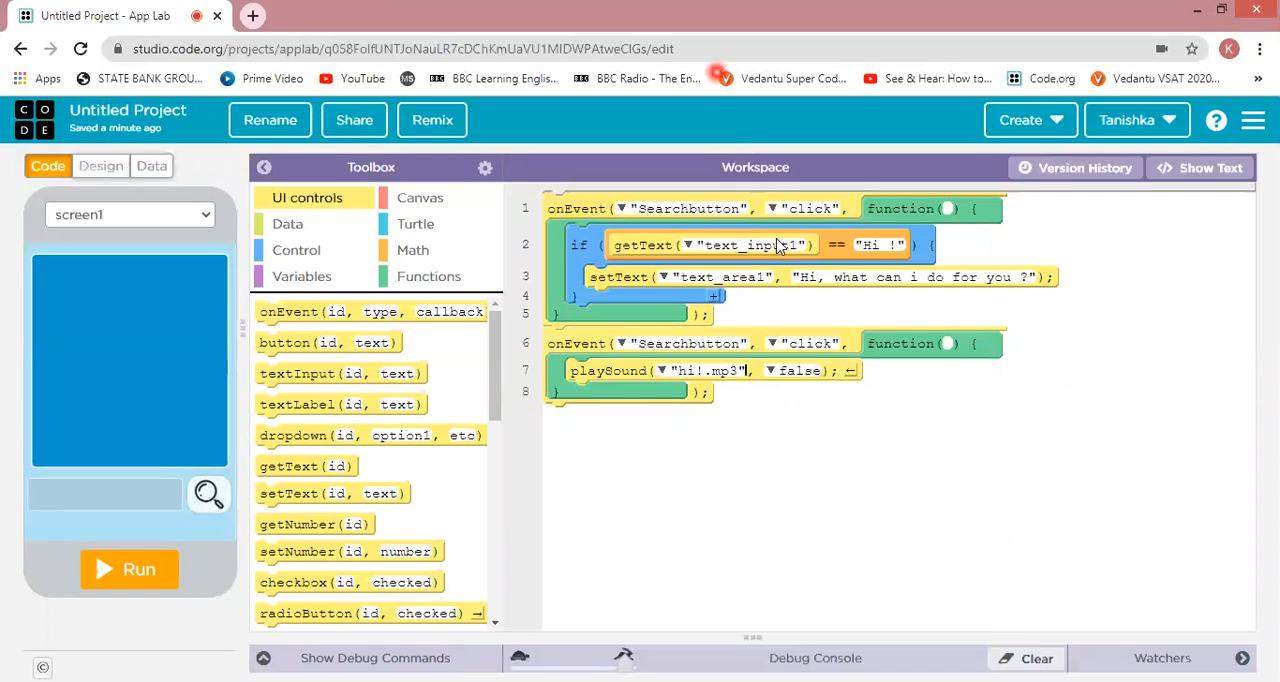 Untitled Project - App Lab
studio.code.org/projects/applab/q058FolfUNTJoNauLR7cDChKmUaVU1MIDWPAtweClGs/edit
K
Apps STATE BANK GROU... Prime Video YouTube MS BBC Learning Englis... BBC Radio - The En... Vedantu Super Cod... See & Hear: How to... Code.org Vedantu VSAT 2020... »
CODE
Untitled Project
Saved a minute ago
Rename Share Remix Create Tanishka ?
Code Design Data Toolbox Workspace Version History </> Show Text
screen1
UI controls Canvas
Data Turtle
Control Math
Variables Functions
onEvent(id, type, callback
button(id, text)
textInput(id, text)
textLabel(id, text)
dropdown(id, option1, etc)
getText(id)
setText(id, text)
getNumber(id)
setNumber(id, number)
checkbox(id, checked)
radioButton(id, checked)
1 onEvent("Searchbutton", "click", function() {
2 if (getText("text_input1") == "Hi !") {
3 setText("text_area1", "Hi, what can i do for you ?");
4 } +
5 } );
6 onEvent("Searchbutton", "click", function() {
7 playSound("hi!.mp3", false);
8 } );
Run
©
Show Debug Commands Debug Console Clear Watchers